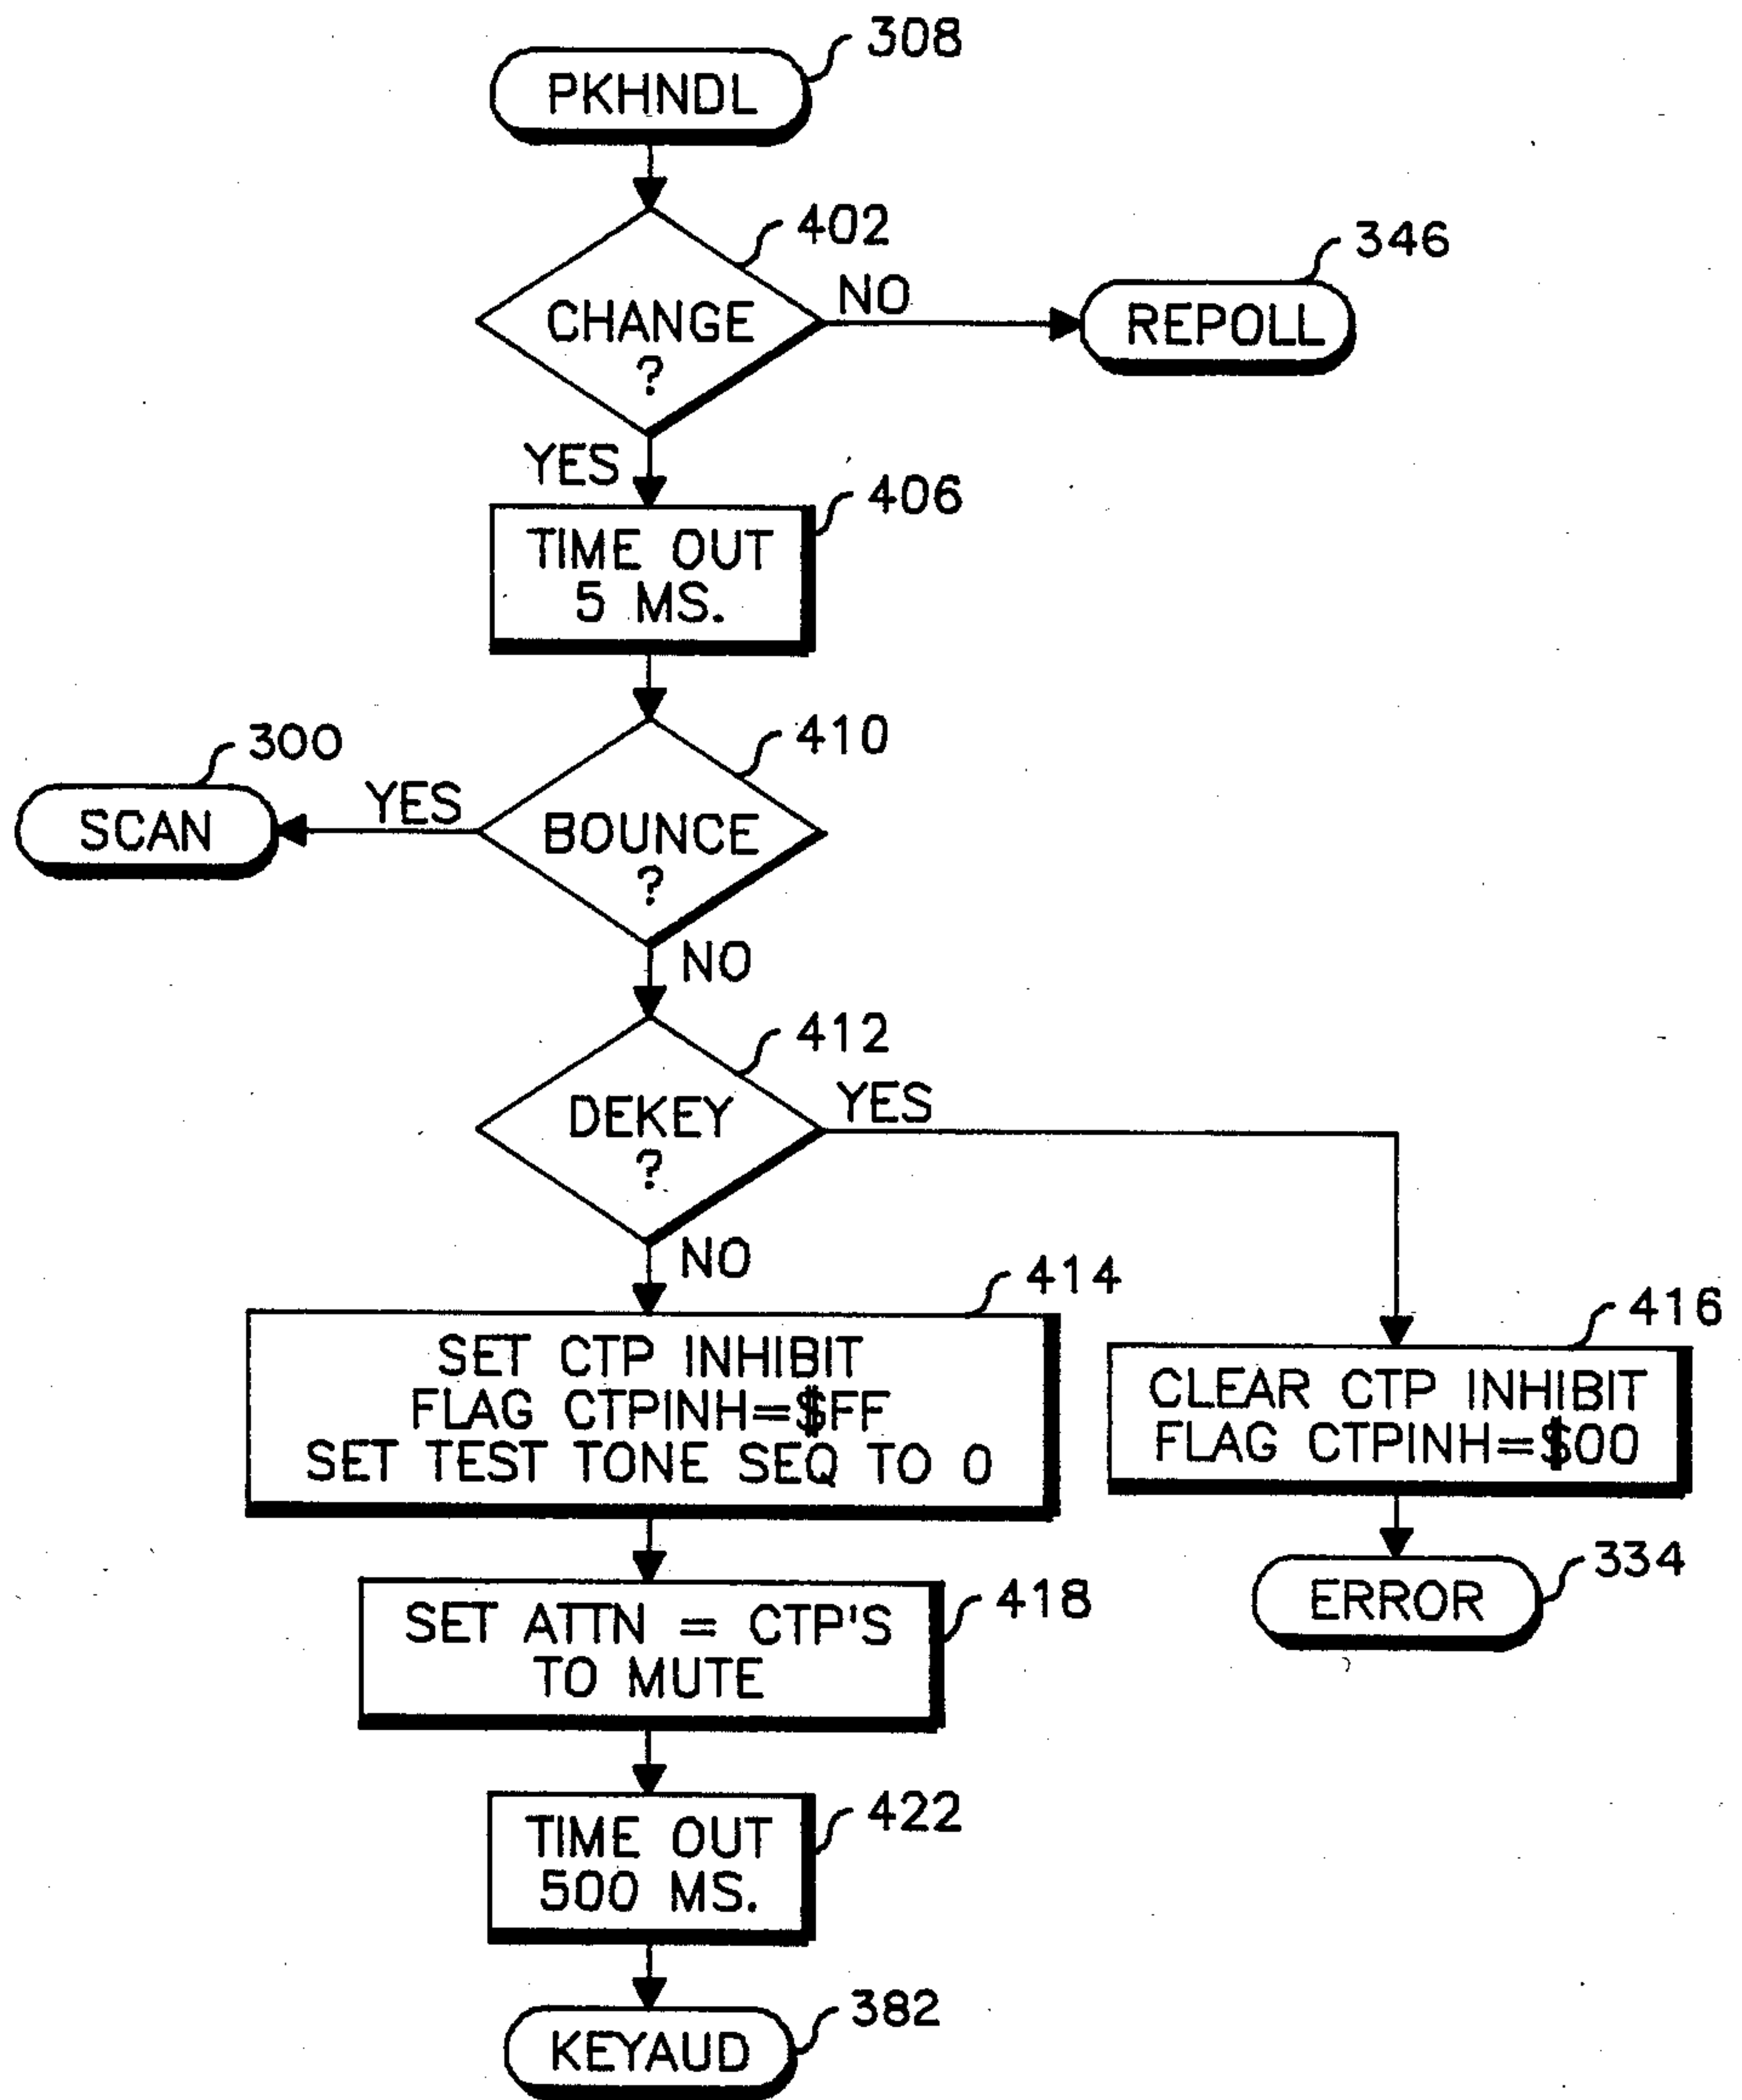 308
PKHNDL
402
346
CHANGE
?
NO
REPOLL
YES
406
TIME OUT
5 MS.
300
410
SCAN
YES
BOUNCE
?
NO
412
DEKEY
?
YES
NO
414
416
SET CTP INHIBIT
FLAG CTPINH=$FF
SET TEST TONE SEQ TO 0
CLEAR CTP INHIBIT
FLAG CTPINH=$00
334
ERROR
418
SET ATTN = CTP'S
TO MUTE
422
TIME OUT
500 MS.
382
KEYAUD